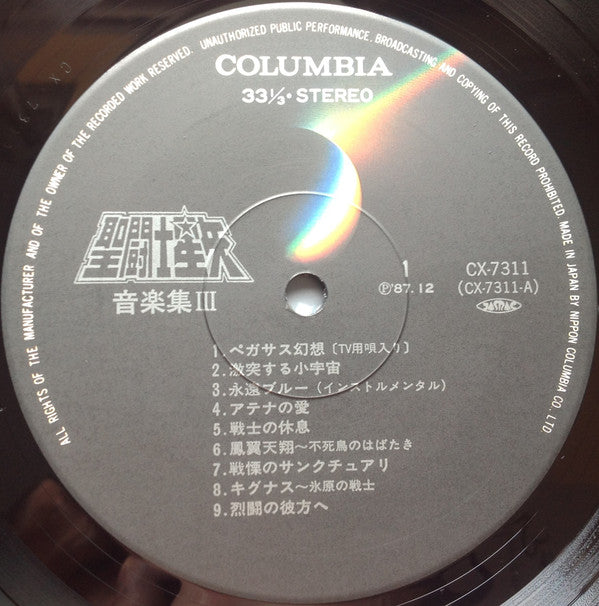 ALL RIGHTS OF THE MANUFACTURER AND OF THE OWNER OF THE RECORDED WORK RESERVED. UNAUTHORIZED PUBLIC PERFORMANCE, BROADCASTING AND COPYING OF THIS RECORD PROHIBITED. MADE IN JAPAN BY NIPPON COLUMBIA CO., LTD
COLUMBIA
33⅓・STEREO
聖闘士星矢
音楽集III
1
Ⓟ'87.12
CX-7311
(CX-7311-A)
JASRAC
1.ペガサス幻想〔TV用唄入り〕
2.激突する小宇宙
3.永遠ブルー(インストルメンタル)
4.アテナの愛
5.戦士の休息
6.鳳翼天翔〜不死鳥のはばたき
7.戦慄のサンクチュアリ
8.キグナス〜氷原の戦士
9.烈闘の彼方へ